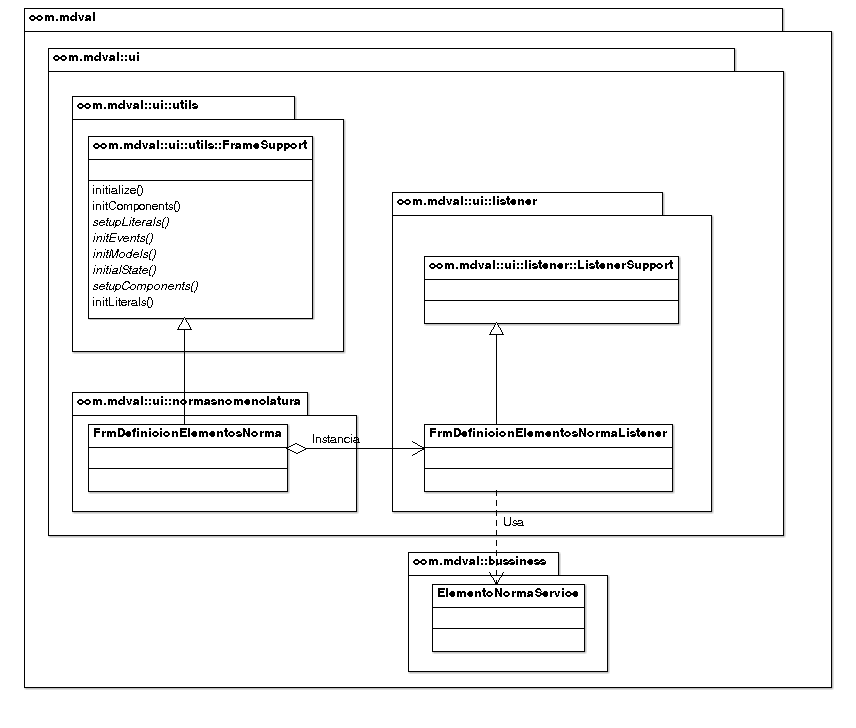 com.mdval
com.mdval::ui
com.mdval::ui::utils
com.mdval::ui::utils::FrameSupport
initialize()
initComponents()
setupLiterals()
initEvents()
initModels()
initialState()
setupComponents()
initLiterals()
com.mdval::ui::listener
com.mdval::ui::listener::ListenerSupport
com.mdval::ui::normasnomenolatura
FrmDefinicionElementosNorma
Instancia
FrmDefinicionElementosNormaListener
Usa
com.mdval::bussiness
ElementoNormaService